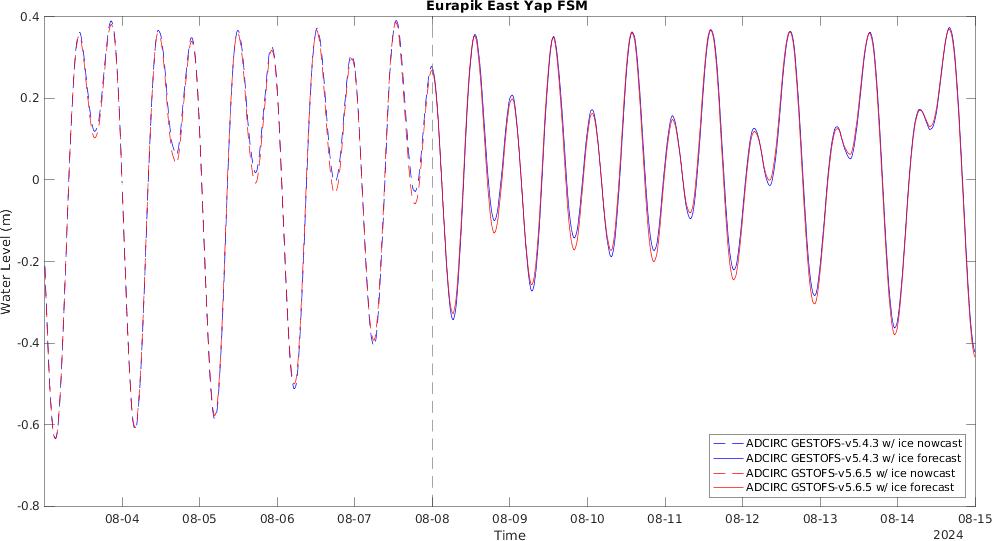 Eurapik East Yap FSM
0.4
0.2
0
-0.2
-0.4
-0.6
-0.8
Water Level (m)
ADCIRC GESTOFS-v5.4.3 w/ ice nowcast
ADCIRC GESTOFS-v5.4.3 w/ ice forecast
ADCIRC GSTOFS-v5.6.5 w/ ice nowcast
ADCIRC GSTOFS-v5.6.5 w/ ice forecast
08-04 08-05 08-06 08-07 08-08 08-09 08-10 08-11 08-12 08-13 08-14 08-15
Time
2024